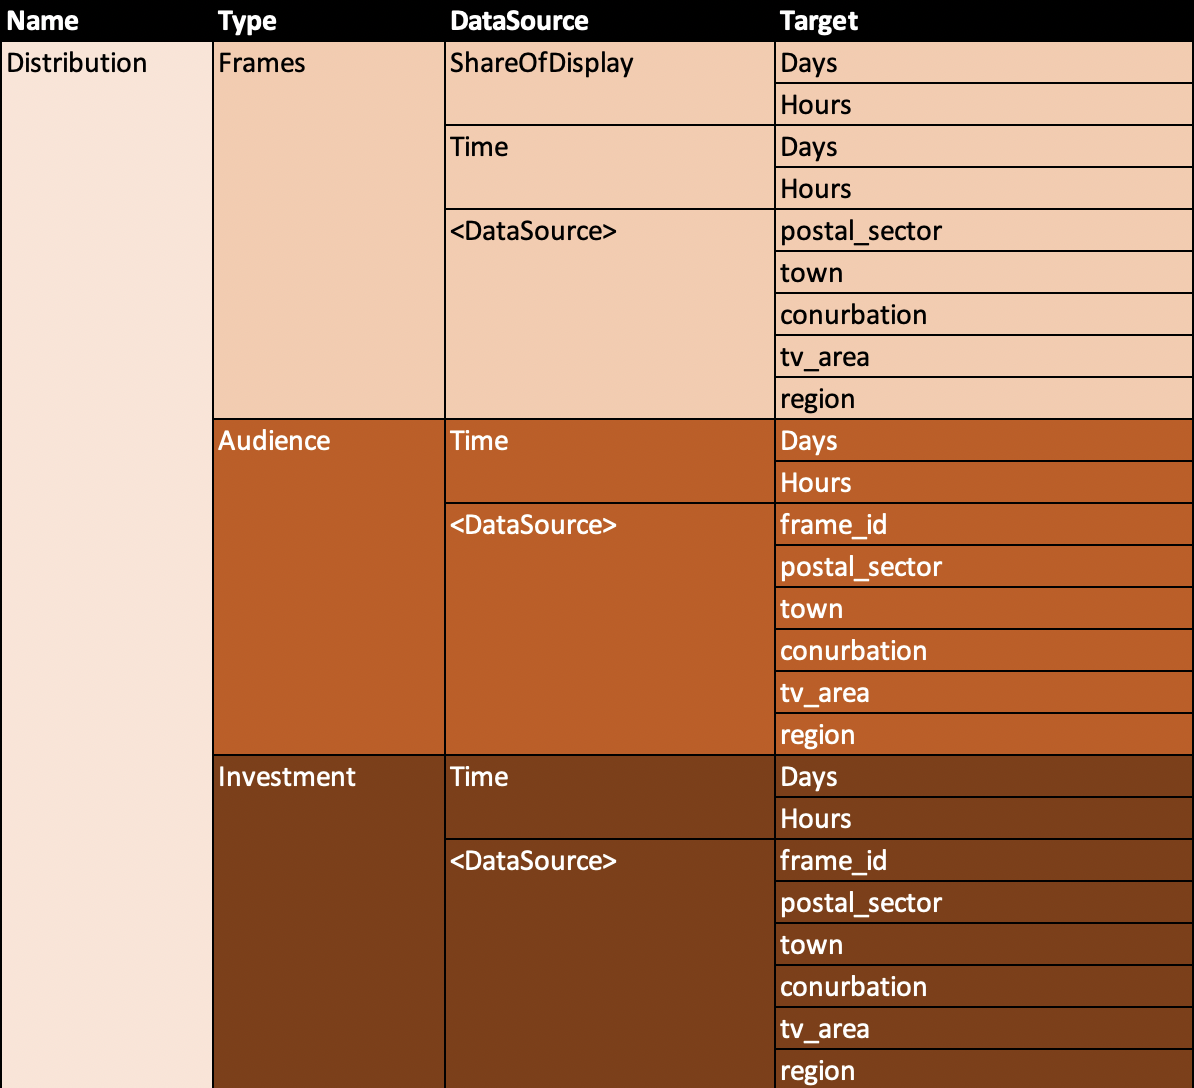 Name Type DataSource Target
Distribution Frames ShareOfDisplay Days
Hours
Time Days
Hours
<DataSource> postal_sector
town
conurbation
tv_area
region
Audience Time Days
Hours
<DataSource> frame_id
postal_sector
town
conurbation
tv_area
region
Investment Time Days
Hours
<DataSource> frame_id
postal_sector
town
conurbation
tv_area
region